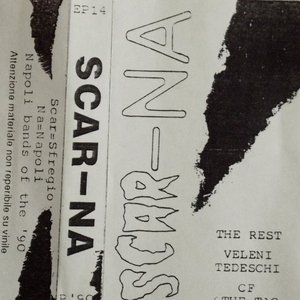 EP14
SCAR-NA
Scar=Sfregio
Na=Napoli
Napoli bands of the '90
Attenzione materiale non reperibile su vinile
SCAR-NA
THE REST
VELENI
TEDESCHI
CF